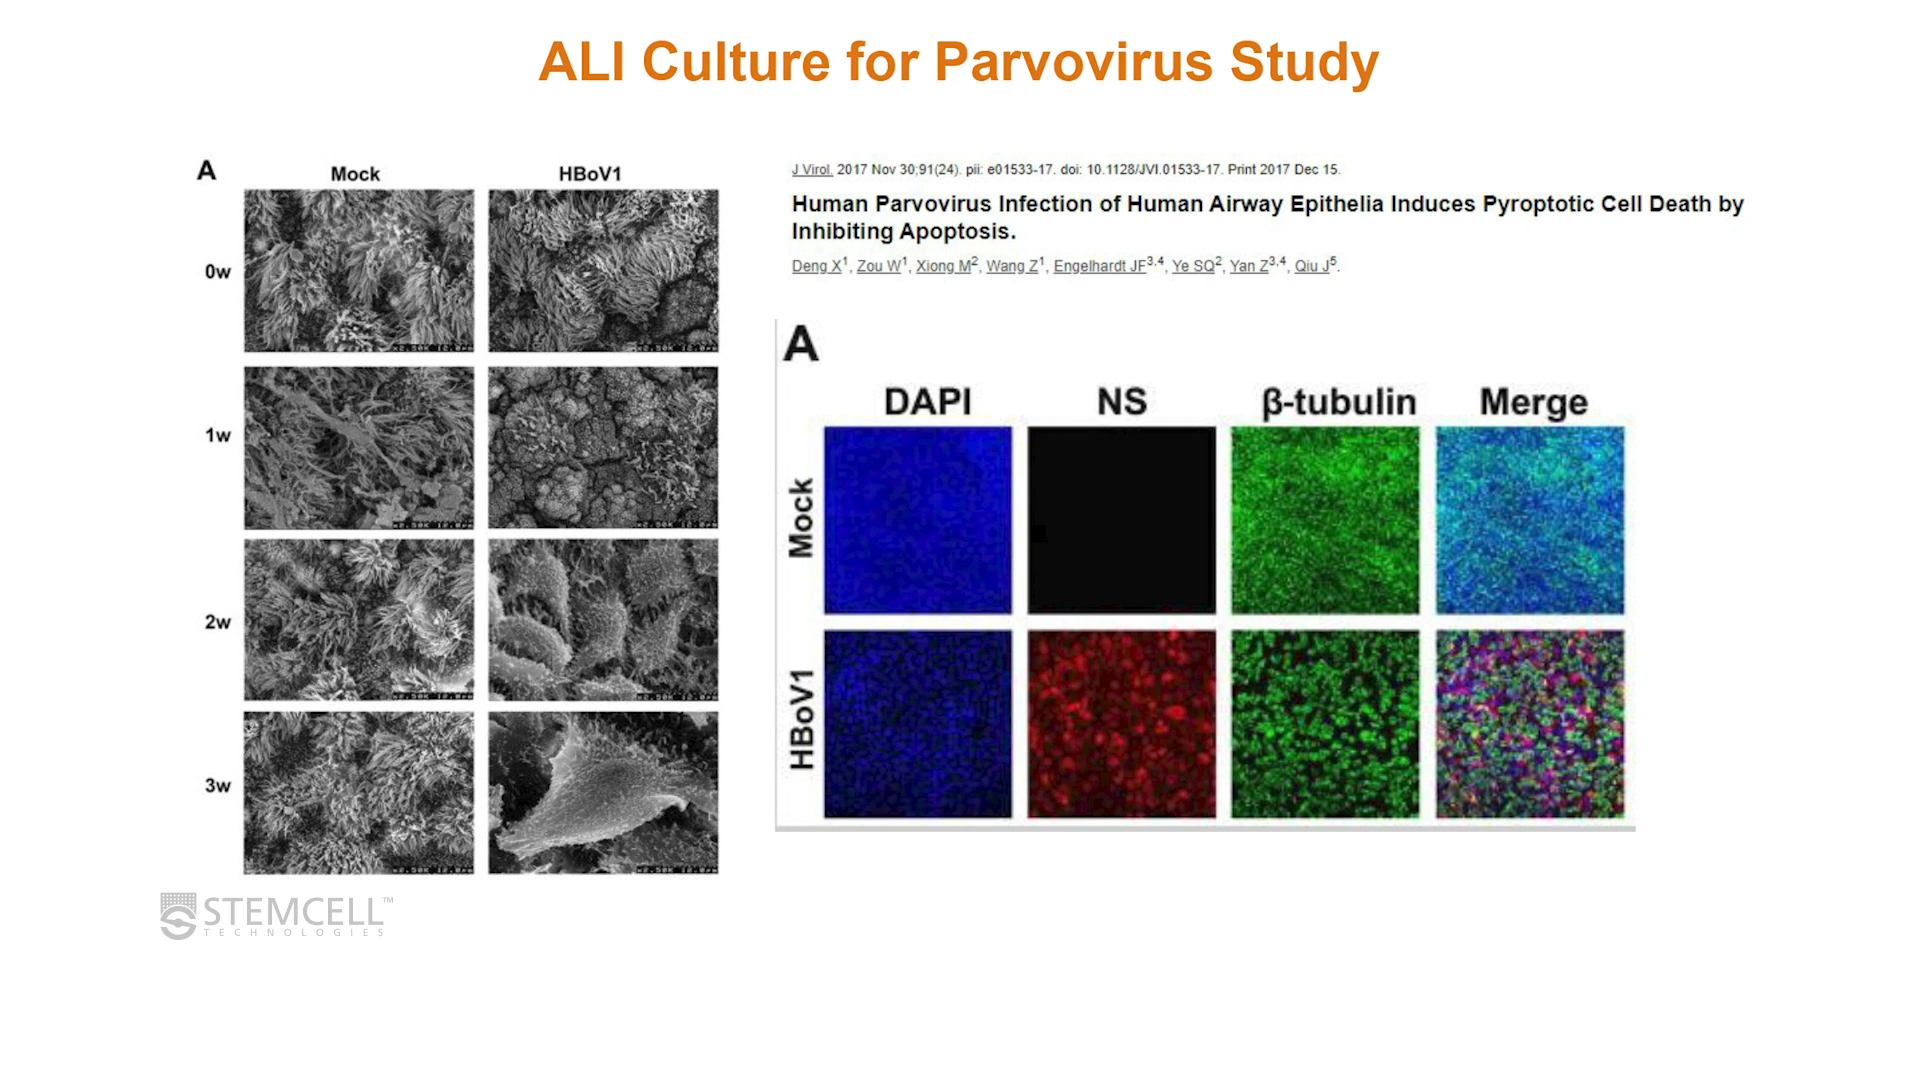 ALI Culture for Parvovirus Study
A
Mock HBoV1
0w
1w
2w
3w
J Virol. 2017 Nov 30;91(24). pii: e01533-17. doi: 10.1128/JVI.01533-17. Print 2017 Dec 15.
Human Parvovirus Infection of Human Airway Epithelia Induces Pyroptotic Cell Death by
Inhibiting Apoptosis.
Deng X1, Zou W1, Xiong M2, Wang Z1, Engelhardt JF3,4, Ye SQ2, Yan Z3,4, Qiu J5.
A
DAPI NS β-tubulin Merge
Mock
HBoV1
STEMCELL™
TECHNOLOGIES